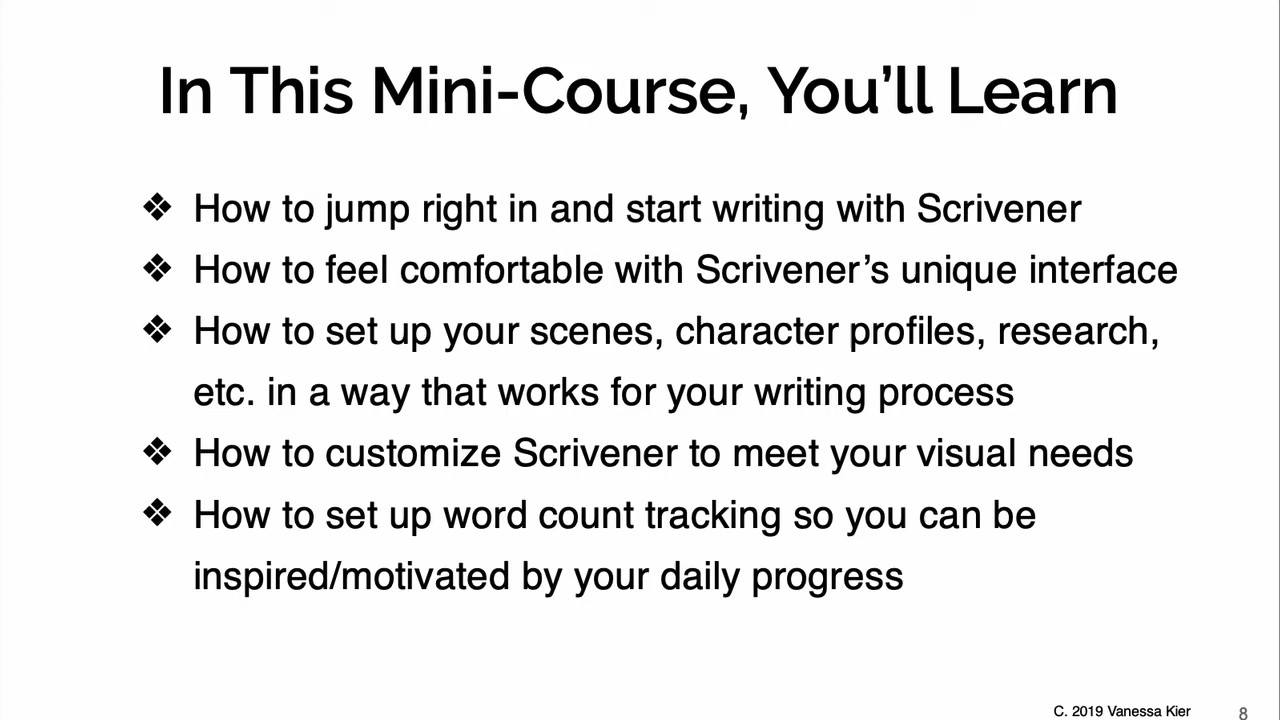 In This Mini-Course, You’ll Learn
❖ How to jump right in and start writing with Scrivener
❖ How to feel comfortable with Scrivener’s unique interface
❖ How to set up your scenes, character profiles, research,
etc. in a way that works for your writing process
❖ How to customize Scrivener to meet your visual needs
❖ How to set up word count tracking so you can be
inspired/motivated by your daily progress
C. 2019 Vanessa Kier
8